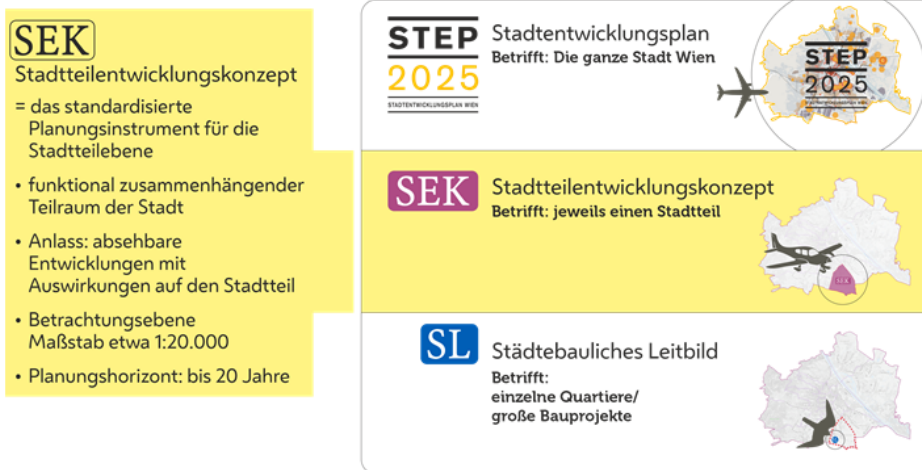 SEK
Stadtteilentwicklungskonzept
= das standardisierte
Planungsinstrument für die
Stadtteilebene
• funktional zusammenhängender
Teilraum der Stadt
• Anlass: absehbare
Entwicklungen mit
Auswirkungen auf den Stadtteil
• Betrachtungsebene
Maßstab etwa 1:20.000
• Planungshorizont: bis 20 Jahre
STEP
2025
STADTENTWICKLUNGSPLAN WIEN
Stadtentwicklungsplan
Betrifft: Die ganze Stadt Wien
STEP
2025
SEK
Stadtteilentwicklungskonzept
Betrifft: jeweils einen Stadtteil
SEK
SL
Städtebauliches Leitbild
Betrifft:
einzelne Quartiere/
große Bauprojekte